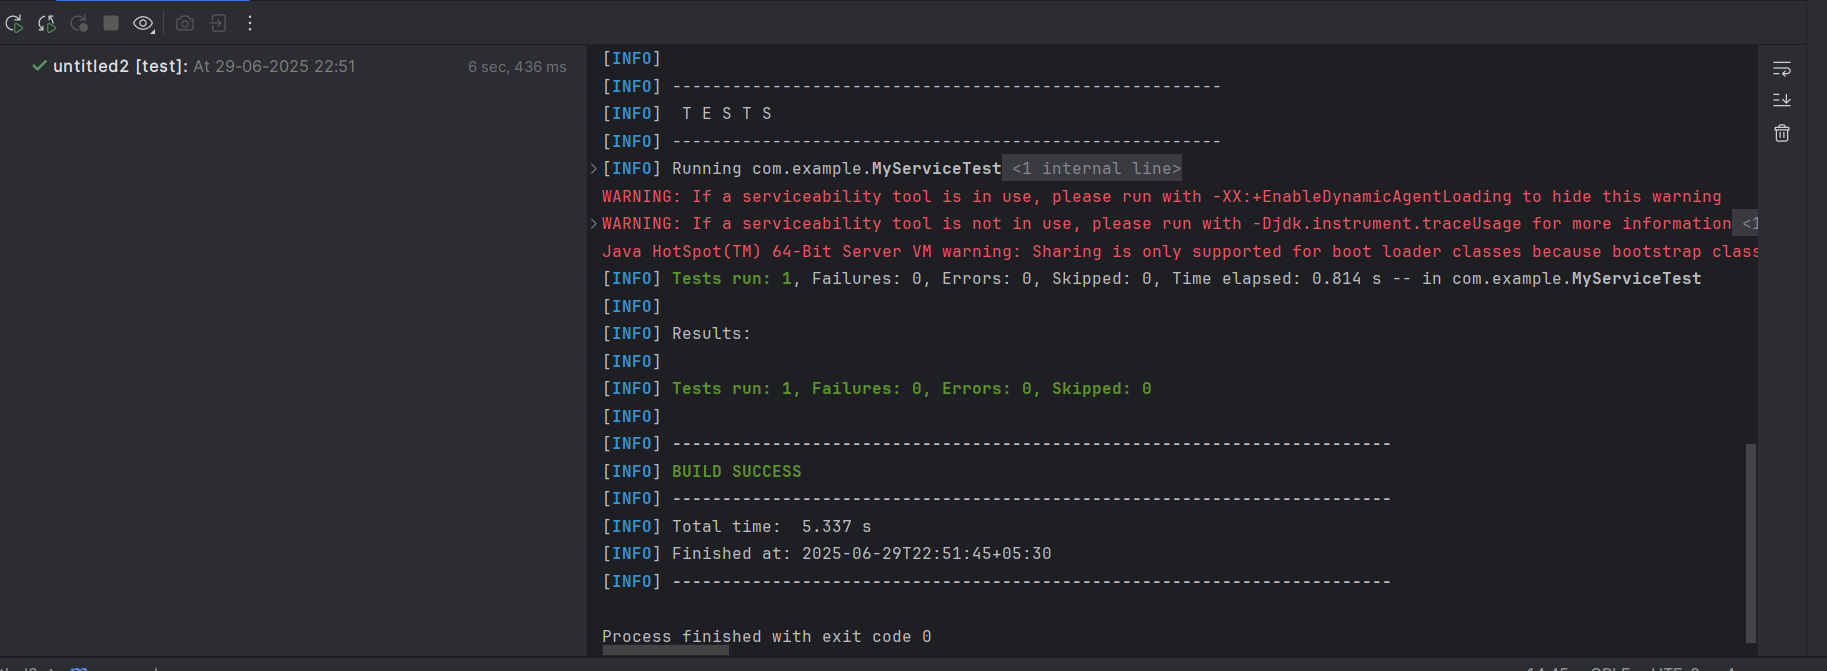 untitled2 [test]: At 29-06-2025 22:51 6 sec, 436 ms
[INFO]
[INFO] -------------------------------------------------------
[INFO]  T E S T S
[INFO] -------------------------------------------------------
[INFO] Running com.example.MyServiceTest <1 internal line>
WARNING: If a serviceability tool is in use, please run with -XX:+EnableDynamicAgentLoading to hide this warning
WARNING: If a serviceability tool is not in use, please run with -Djdk.instrument.traceUsage for more information <1
Java HotSpot(TM) 64-Bit Server VM warning: Sharing is only supported for boot loader classes because bootstrap class
[INFO] Tests run: 1, Failures: 0, Errors: 0, Skipped: 0, Time elapsed: 0.814 s -- in com.example.MyServiceTest
[INFO]
[INFO] Results:
[INFO]
[INFO] Tests run: 1, Failures: 0, Errors: 0, Skipped: 0
[INFO]
[INFO] ------------------------------------------------------------------------
[INFO] BUILD SUCCESS
[INFO] ------------------------------------------------------------------------
[INFO] Total time:  5.337 s
[INFO] Finished at: 2025-06-29T22:51:45+05:30
[INFO] ------------------------------------------------------------------------
Process finished with exit code 0